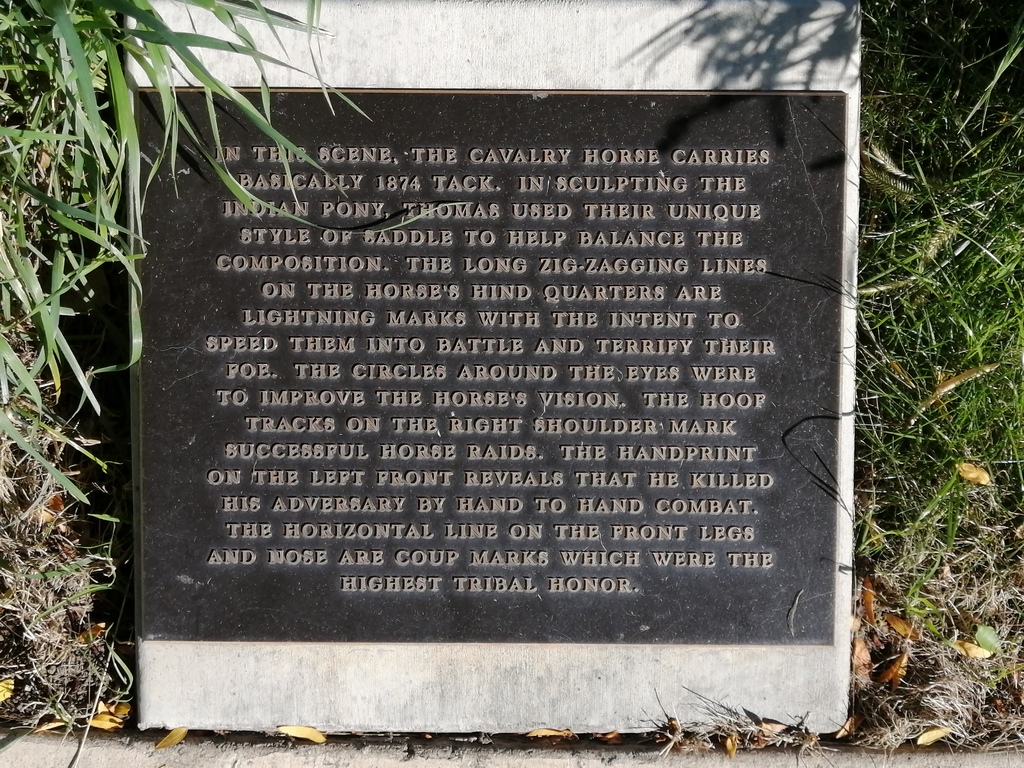 IN THIS SCENE, THE CAVALRY HORSE CARRIES
BASICALLY 1874 TACK. IN SCULPTING THE
INDIAN PONY, THOMAS USED THEIR UNIQUE
STYLE OF SADDLE TO HELP BALANCE THE
COMPOSITION. THE LONG ZIG-ZAGGING LINES
ON THE HORSE'S HIND QUARTERS ARE
LIGHTNING MARKS WITH THE INTENT TO
SPEED THEM INTO BATTLE AND TERRIFY THEIR
FOE. THE CIRCLES AROUND THE EYES WERE
TO IMPROVE THE HORSE'S VISION. THE HOOF
TRACKS ON THE RIGHT SHOULDER MARK
SUCCESSFUL HORSE RAIDS. THE HANDPRINT
ON THE LEFT FRONT REVEALS THAT HE KILLED
HIS ADVERSARY BY HAND TO HAND COMBAT.
THE HORIZONTAL LINE ON THE FRONT LEGS
AND NOSE ARE COUP MARKS WHICH WERE THE
HIGHEST TRIBAL HONOR.